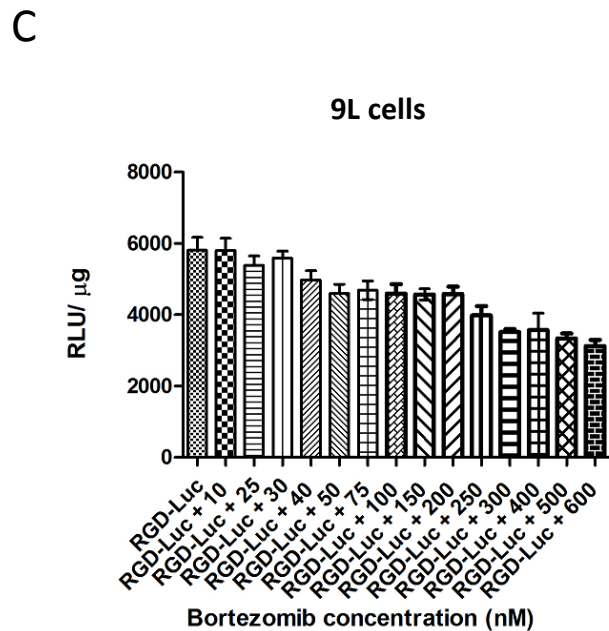 C
9L cells
8000
6000
4000
2000
0
RLU/ μg
RGD-Luc
RGD-Luc + 10
RGD-Luc + 25
RGD-Luc + 30
RGD-Luc + 40
RGD-Luc + 50
RGD-Luc + 75
RGD-Luc + 100
RGD-Luc + 150
RGD-Luc + 200
RGD-Luc + 250
RGD-Luc + 300
RGD-Luc + 400
RGD-Luc + 500
RGD-Luc + 600
Bortezomib concentration (nM)